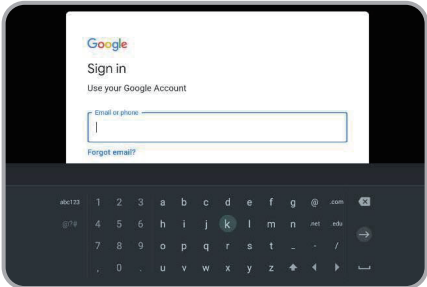 Google
Sign in
Use your Google Account
Email or phone
Forgot email?
abc123 1 2 3 a b c d e f g @ .com
@?# 4 5 6 h i j k l m n .net .edu
7 8 9 o p q r s t _ - /
, 0 . u v w x y z